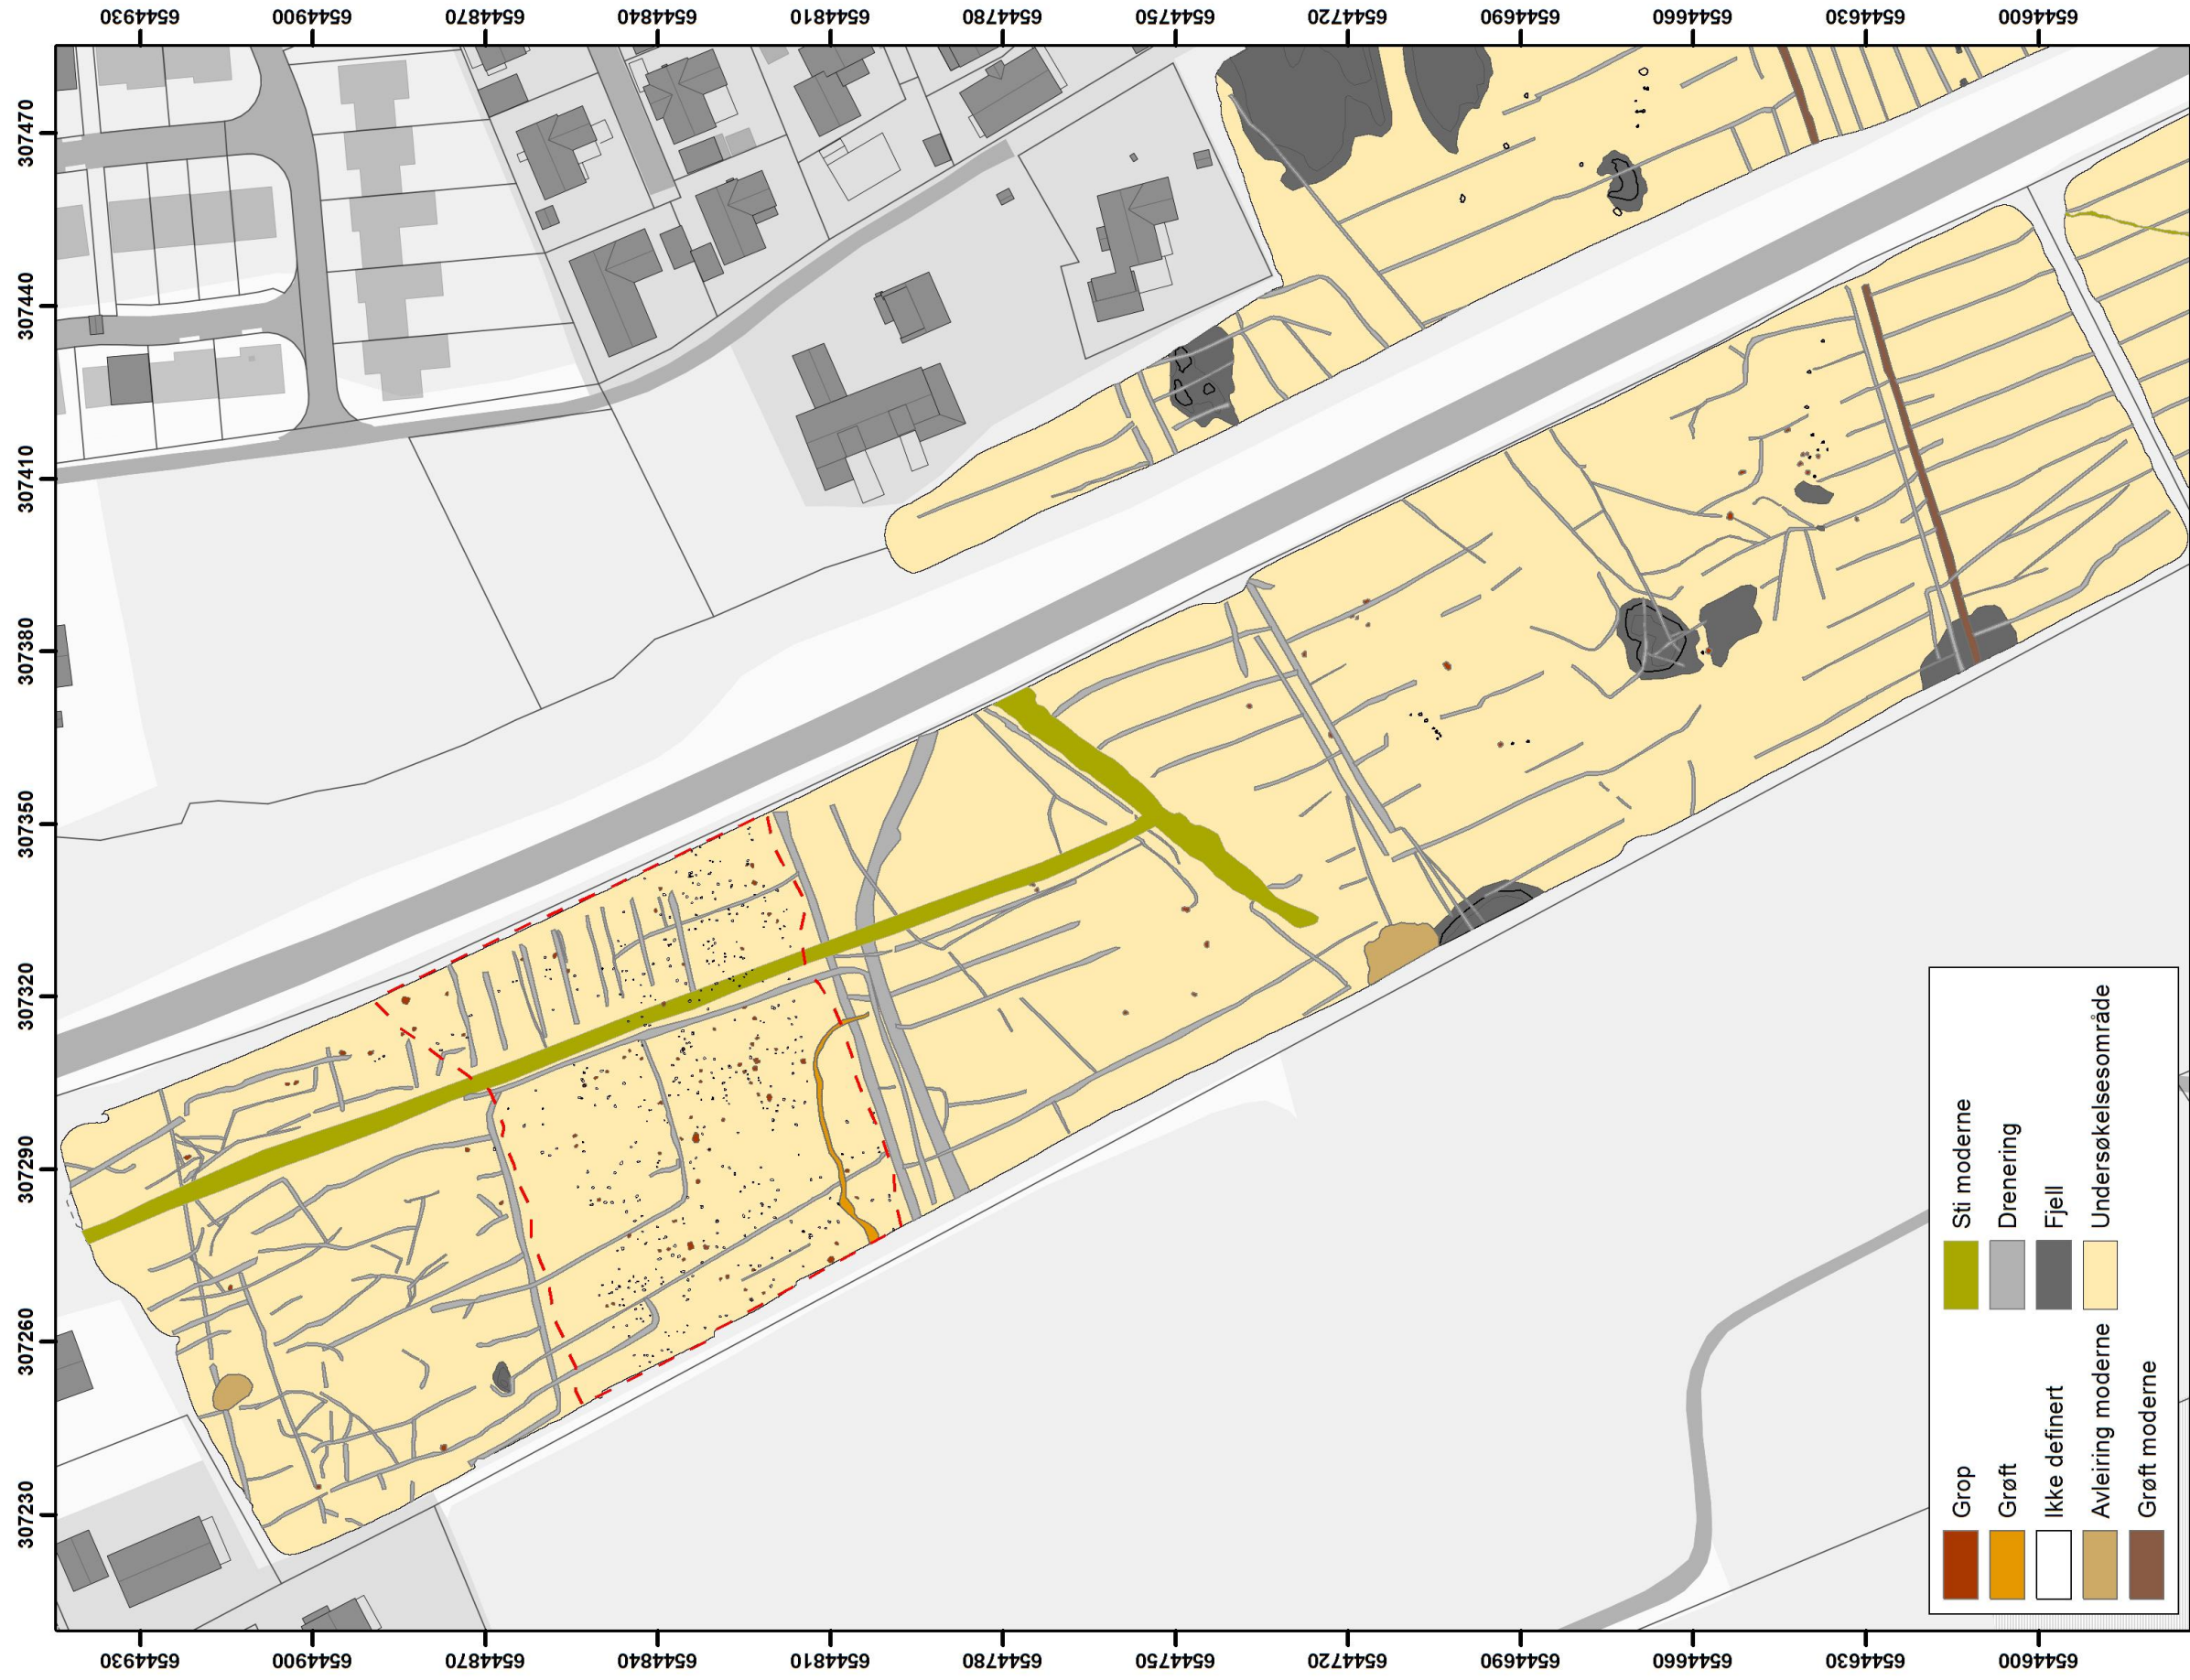 6544930 6544900 6544870 6544840 6544810 6544780 6544750 6544720 6544690 6544660 6544630 6544600
307470
307440
307410
307380
307350
307320
307290
307260
307230
Grop
Grøft
Ikke definert
Avleiring moderne
Grøft moderne
Sti moderne
Drenering
Fjell
Undersøkelsesområde
6544930 6544900 6544870 6544840 6544810 6544780 6544750 6544720 6544690 6544660 6544630 6544600